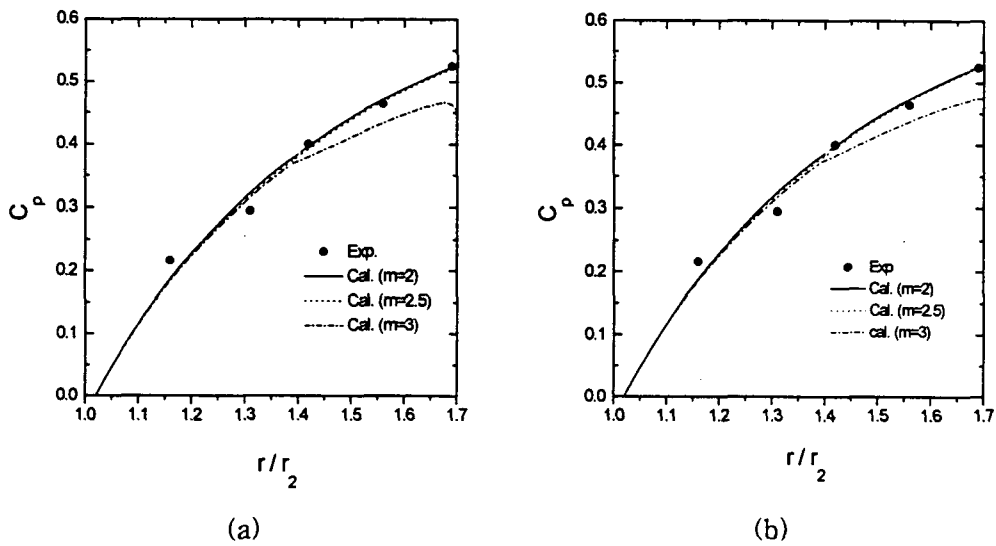 0.6
0.5
0.4
0.3
0.2
0.1
0.0
C_p
1.0 1.1 1.2 1.3 1.4 1.5 1.6 1.7
r / r_2
Exp.
Cal. (m=2)
Cal. (m=2.5)
Cal. (m=3)
(a)
0.6
0.5
0.4
0.3
0.2
0.1
0.0
C_p
1.0 1.1 1.2 1.3 1.4 1.5 1.6 1.7
r / r_2
Exp
Cal. (m=2)
Cal. (m=2.5)
cal. (m=3)
(b)